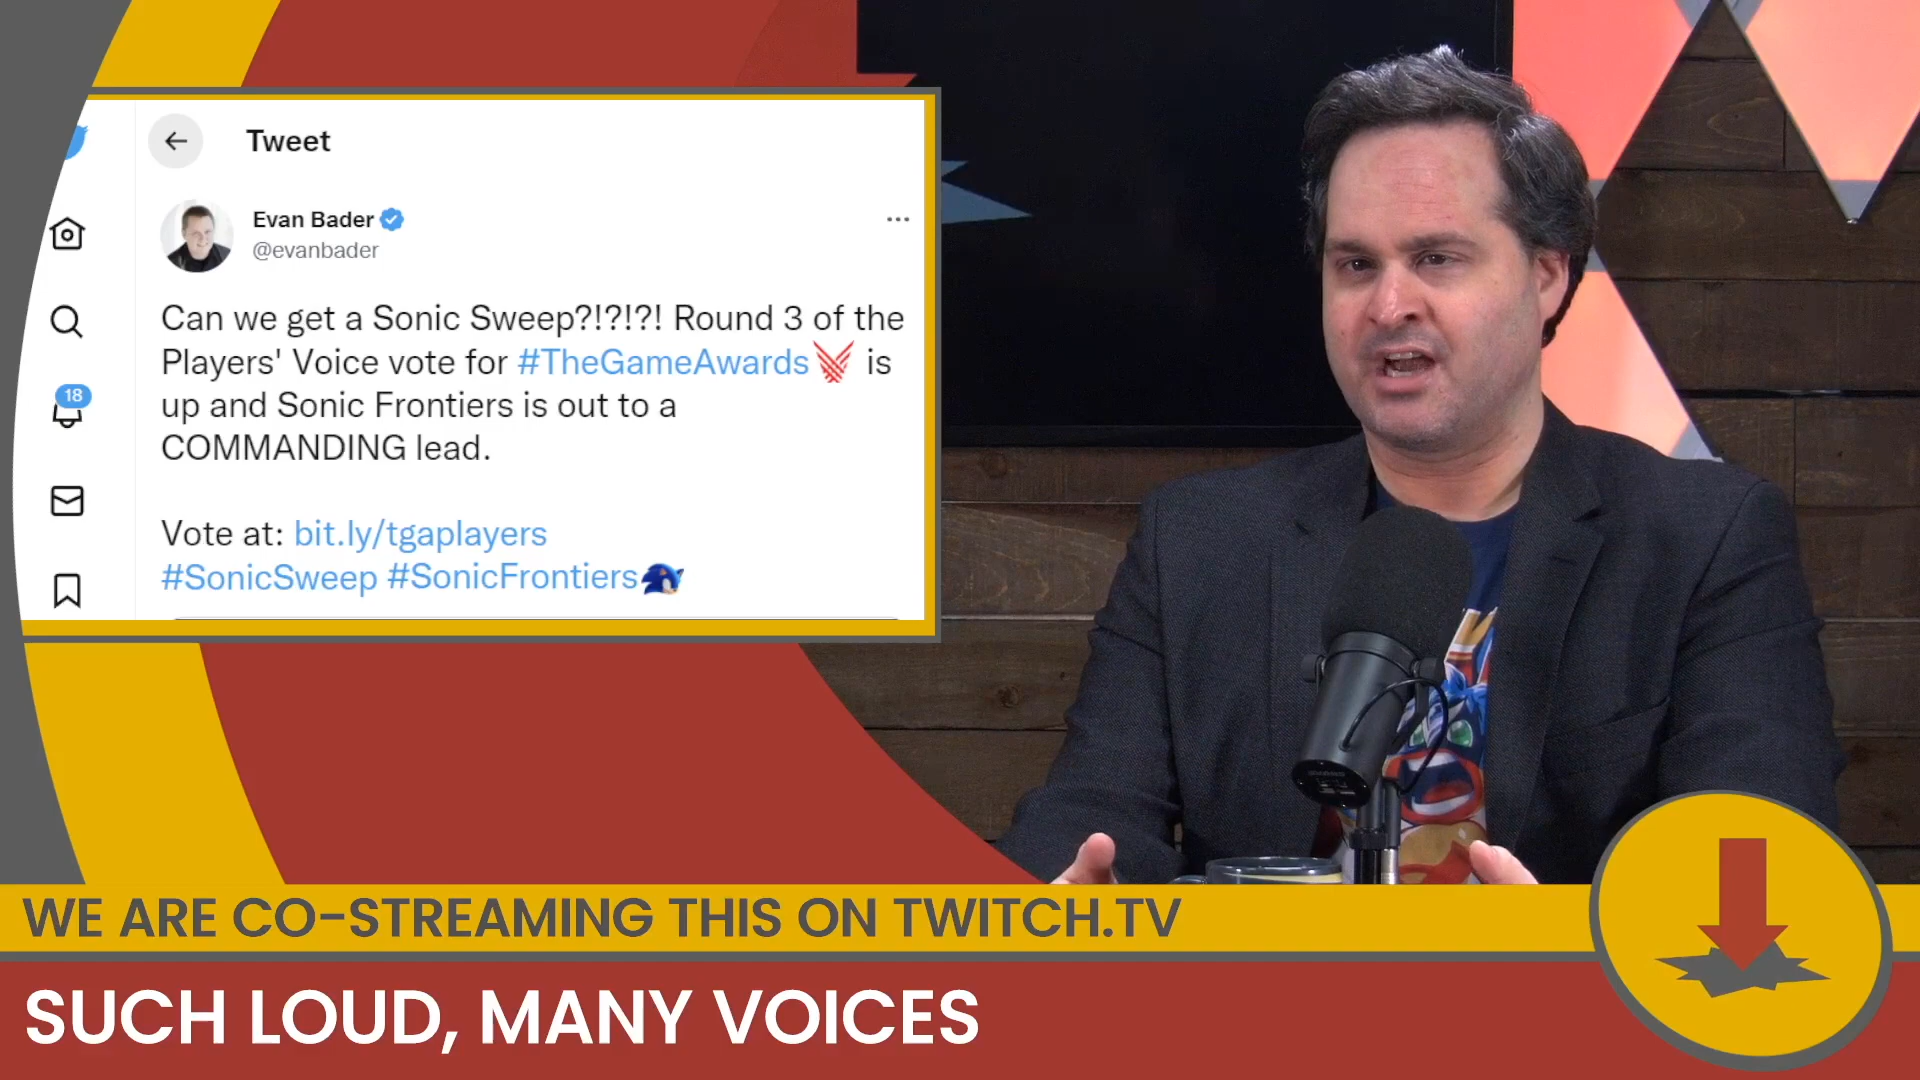 Tweet
Evan Bader
@evanbader
Can we get a Sonic Sweep?!?!?! Round 3 of the
Players' Voice vote for #TheGameAwards is
18
up and Sonic Frontiers is out to a
COMMANDING lead.
Vote at: bit.ly/tgaplayers
#SonicSweep #SonicFrontiers
WE ARE CO-STREAMING THIS ON TWITCH.TV
SUCH LOUD, MANY VOICES